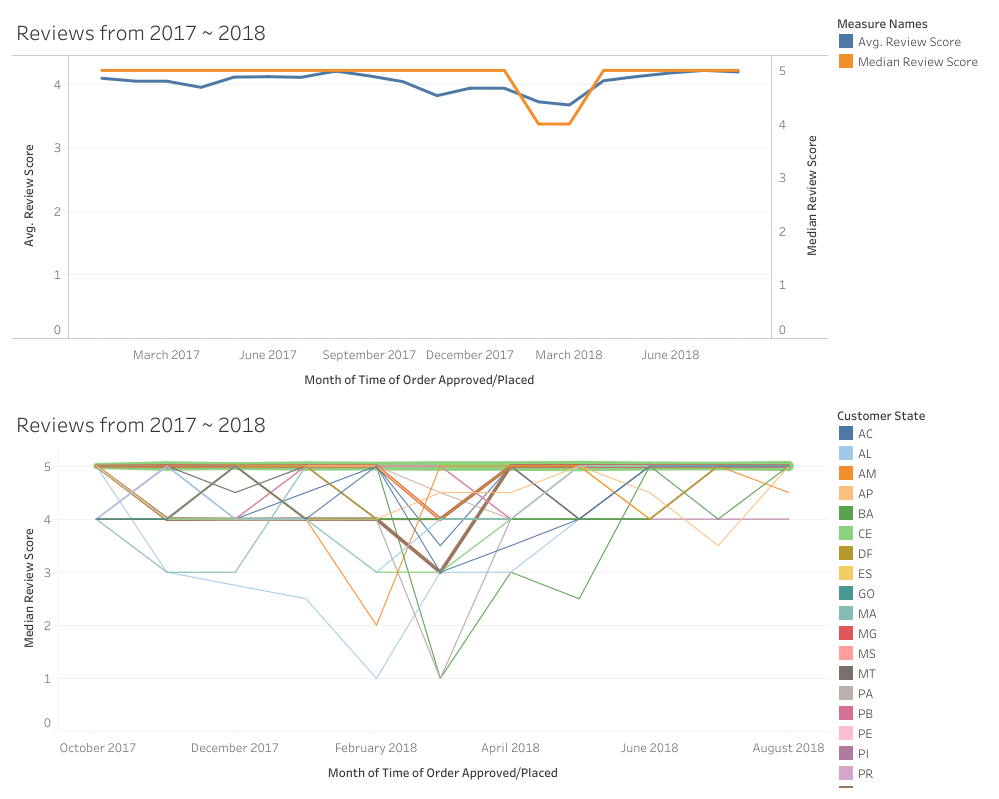 Reviews from 2017 ~ 2018
Measure Names
Avg. Review Score
Median Review Score
4
3
2
1
0
Avg. Review Score
5
4
3
2
1
0
Median Review Score
March 2017 June 2017 September 2017 December 2017 March 2018 June 2018
Month of Time of Order Approved/Placed
Reviews from 2017 ~ 2018
Customer State
AC
AL
AM
AP
BA
CE
DF
ES
GO
MA
MG
MS
MT
PA
PB
PE
PI
PR
5
4
3
2
1
0
Median Review Score
October 2017 December 2017 February 2018 April 2018 June 2018 August 2018
Month of Time of Order Approved/Placed